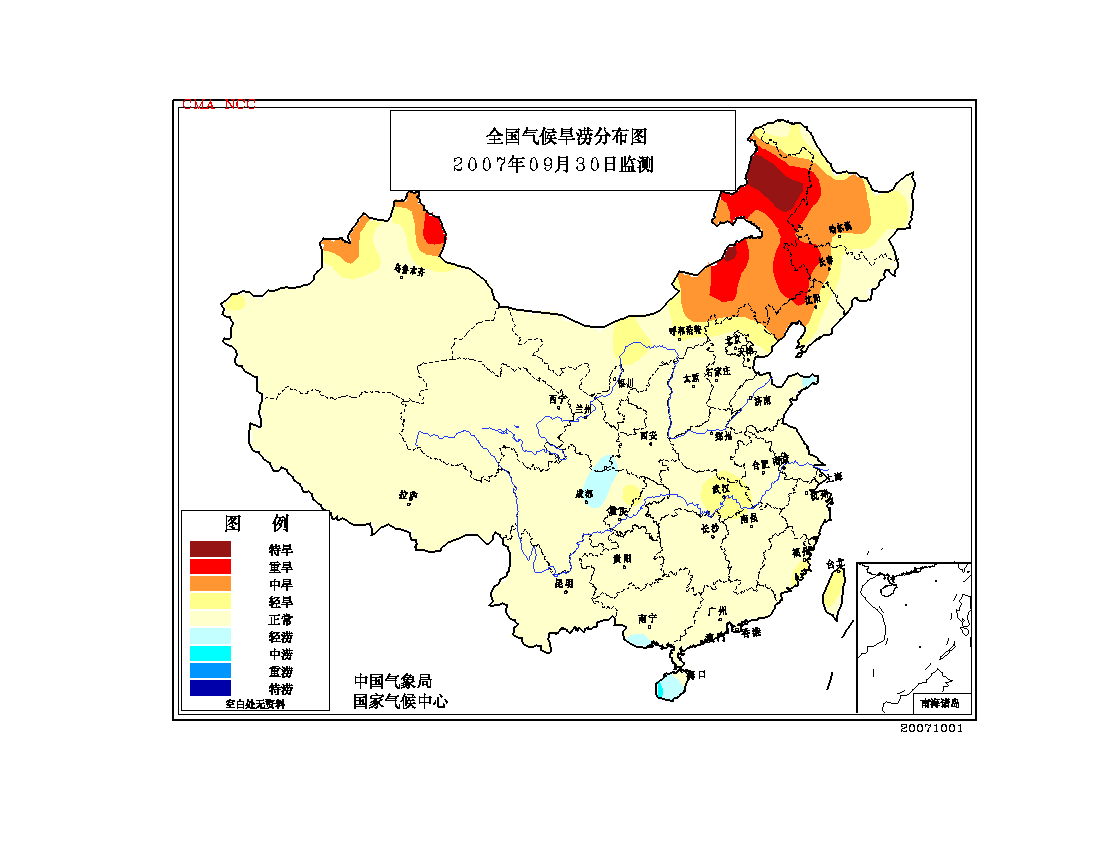 CMA NCC
全国气候旱涝分布图
2007年09月30日监测
哈尔滨
长春
沈阳
乌鲁木齐
呼和浩特
北京
天津
银川
太原
石家庄
西宁
兰州
济南
西安
郑州
合肥
南京
上海
拉萨
成都
武汉
杭州
重庆
长沙
南昌
贵阳
福州
台北
昆明
南宁
广州
澳门
香港
海口
图 例
特旱
重旱
中旱
轻旱
正常
轻涝
中涝
重涝
特涝
空白处无资料
中国气象局
国家气候中心
南海诸岛
20071001